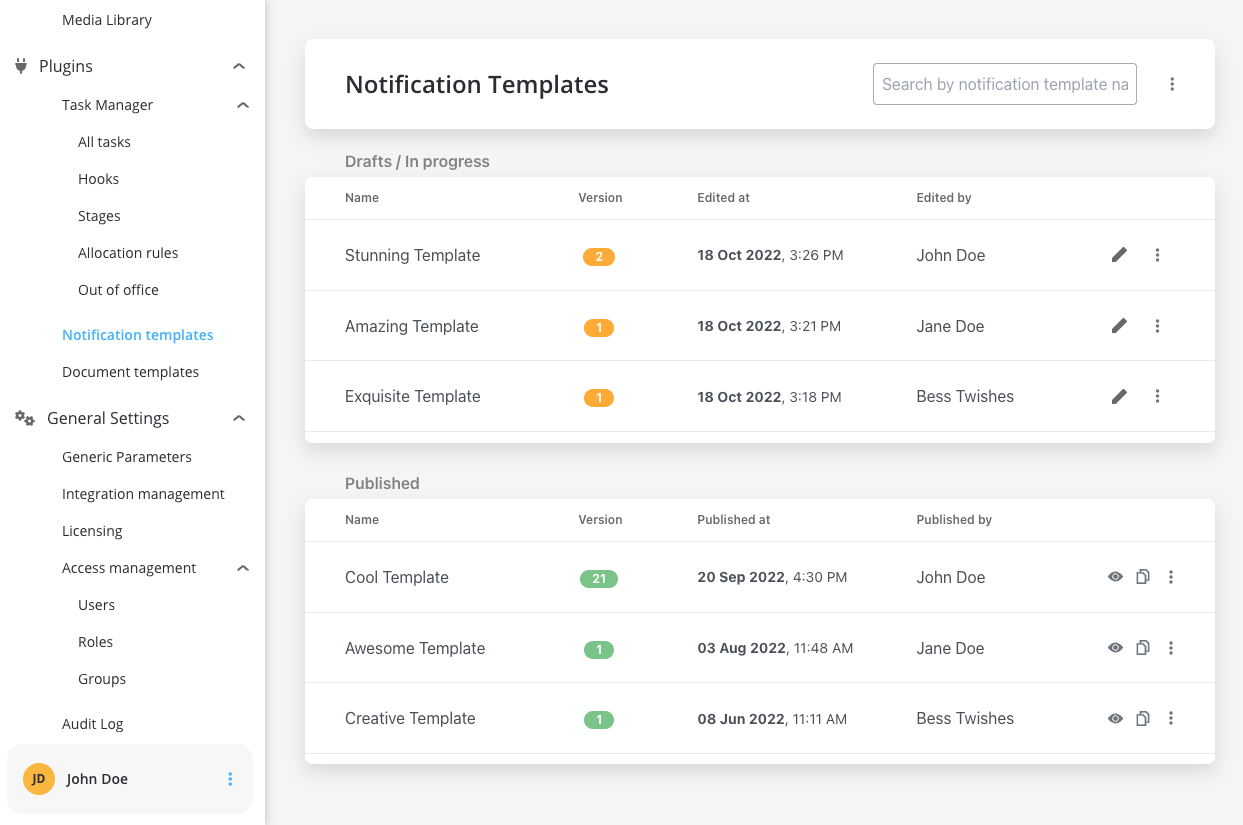 Media Library
Plugins
Task Manager
All tasks
Hooks
Stages
Allocation rules
Out of office
Notification templates
Document templates
General Settings
Generic Parameters
Integration management
Licensing
Access management
Users
Roles
Groups
Audit Log
JD John Doe
Notification Templates
Search by notification template na
Drafts / In progress
Name Version Edited at Edited by
Stunning Template 2 18 Oct 2022, 3:26 PM John Doe
Amazing Template 1 18 Oct 2022, 3:21 PM Jane Doe
Exquisite Template 1 18 Oct 2022, 3:18 PM Bess Twishes
Published
Name Version Published at Published by
Cool Template 21 20 Sep 2022, 4:30 PM John Doe
Awesome Template 1 03 Aug 2022, 11:48 AM Jane Doe
Creative Template 1 08 Jun 2022, 11:11 AM Bess Twishes